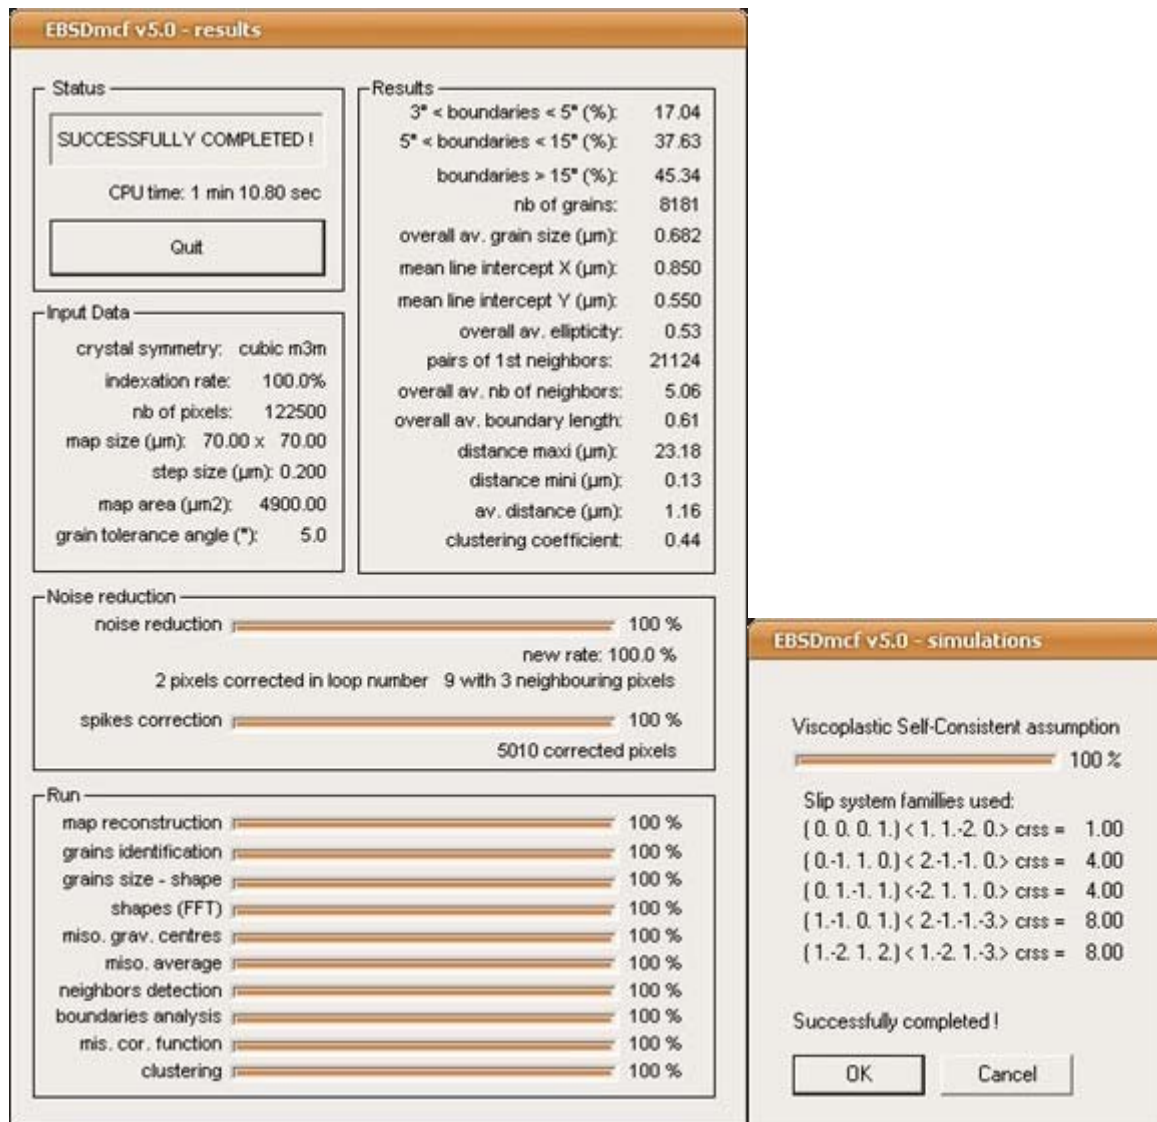 EBSDmcf v5.0 - results
Status
SUCCESSFULLY COMPLETED !
CPU time: 1 min 10.80 sec
Quit
Input Data
crystal symmetry: cubic m3m
indexation rate: 100.0%
nb of pixels: 122500
map size (µm): 70.00 x 70.00
step size (µm): 0.200
map area (µm2): 4900.00
grain tolerance angle (°): 5.0
Results
3° < boundaries < 5° (%): 17.04
5° < boundaries < 15° (%): 37.63
boundaries > 15° (%): 45.34
nb of grains: 8181
overall av. grain size (µm): 0.682
mean line intercept X (µm): 0.850
mean line intercept Y (µm): 0.550
overall av. ellipticity: 0.53
pairs of 1st neighbors: 21124
overall av. nb of neighbors: 5.06
overall av. boundary length: 0.61
distance maxi (µm): 23.18
distance mini (µm): 0.13
av. distance (µm): 1.16
clustering coefficient: 0.44
Noise reduction
noise reduction 100 %
new rate: 100.0 %
2 pixels corrected in loop number 9 with 3 neighbouring pixels
spikes correction 100 %
5010 corrected pixels
Run
map reconstruction 100 %
grains identification 100 %
grains size - shape 100 %
shapes (FFT) 100 %
miso. grav. centres 100 %
miso. average 100 %
neighbors detection 100 %
boundaries analysis 100 %
mis. cor. function 100 %
clustering 100 %
EBSDmcf v5.0 - simulations
Viscoplastic Self-Consistent assumption
100 %
Slip system famillies used:
( 0. 0. 0. 1.) < 1. 1.-2. 0.> crss = 1.00
( 0.-1. 1. 0.) < 2.-1.-1. 0.> crss = 4.00
( 0. 1.-1. 1.) <-2. 1. 1. 0.> crss = 4.00
( 1.-1. 0. 1.) < 2.-1.-1.-3.> crss = 8.00
( 1.-2. 1. 2.) < 1.-2. 1.-3.> crss = 8.00
Successfully completed !
OK
Cancel